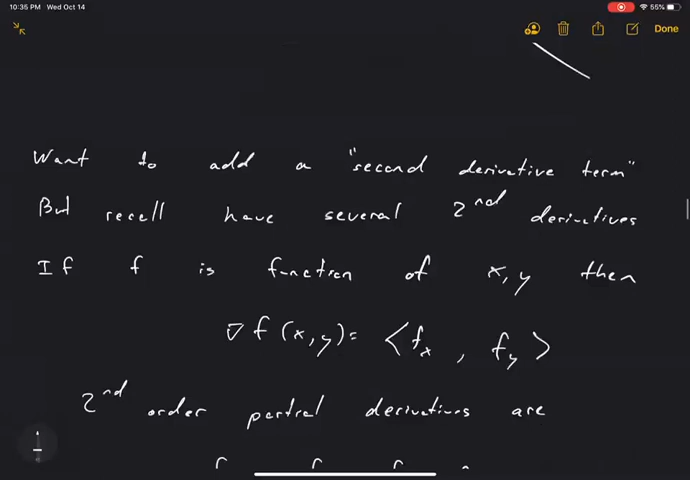 10:35 PM Wed Oct 14
55%
Done
Want to add a "second derivative term"
But recall have several 2nd derivatives
If f is function of x,y then
∇f(x,y)= <fx, fy>
2nd order partial derivatives are